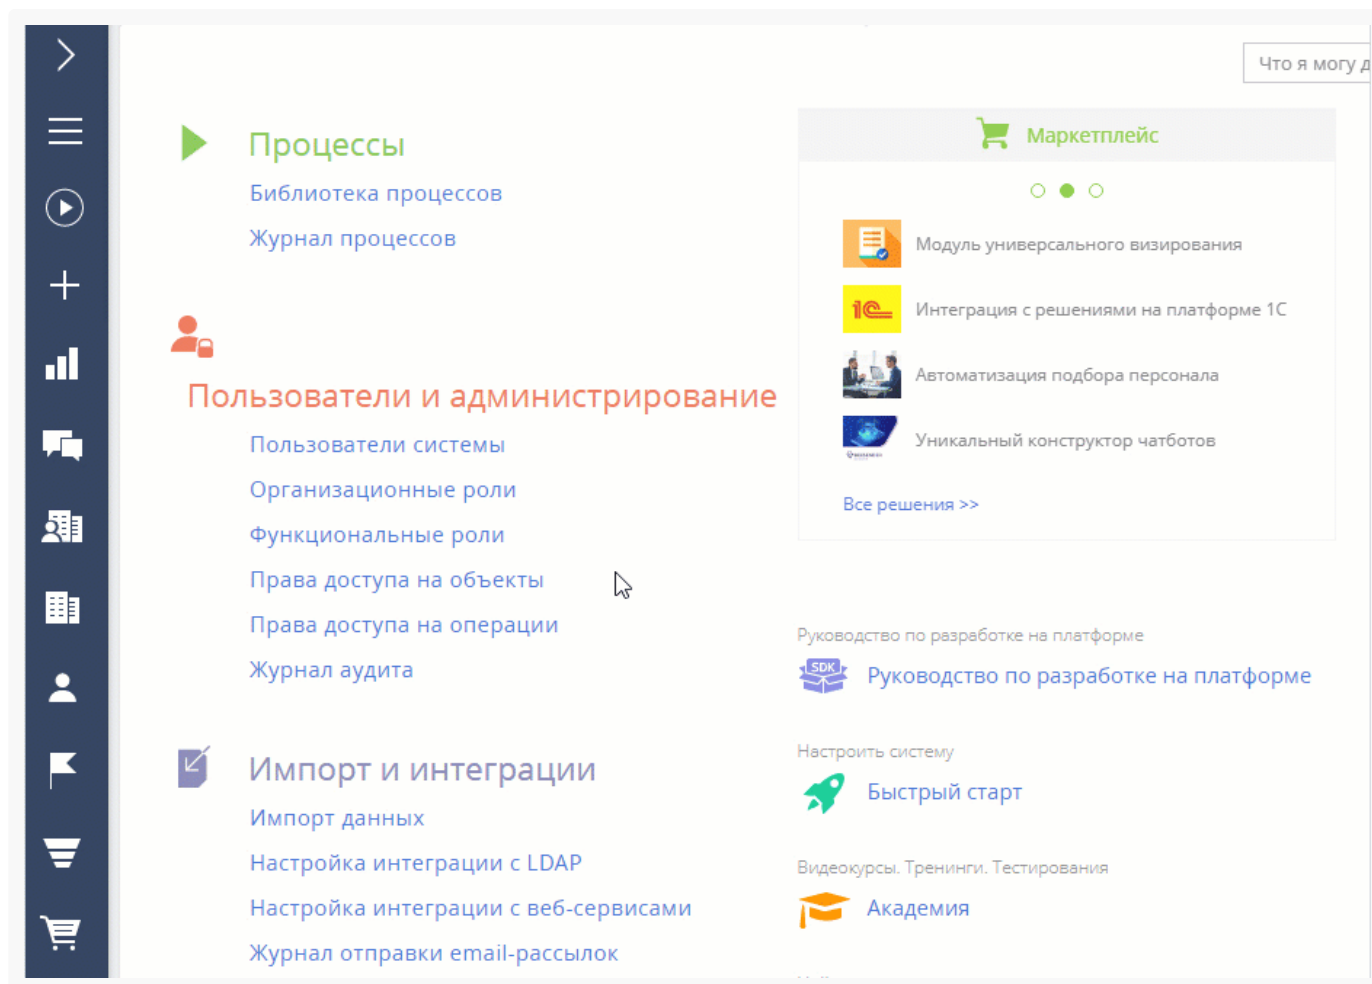 Что я могу д
Процессы
Библиотека процессов
Журнал процессов
Пользователи и администрирование
Пользователи системы
Организационные роли
Функциональные роли
Права доступа на объекты
Права доступа на операции
Журнал аудита
Импорт и интеграции
Импорт данных
Настройка интеграции с LDAP
Настройка интеграции с веб-сервисами
Журнал отправки email-рассылок
Маркетплейс
Модуль универсального визирования
1С
Интеграция с решениями на платформе 1С
Автоматизация подбора персонала
Уникальный конструктор чатботов
Все решения >>
Руководство по разработке на платформе
SDK
Руководство по разработке на платформе
Настроить систему
Быстрый старт
Видеокурсы. Тренинги. Тестирования
Академия